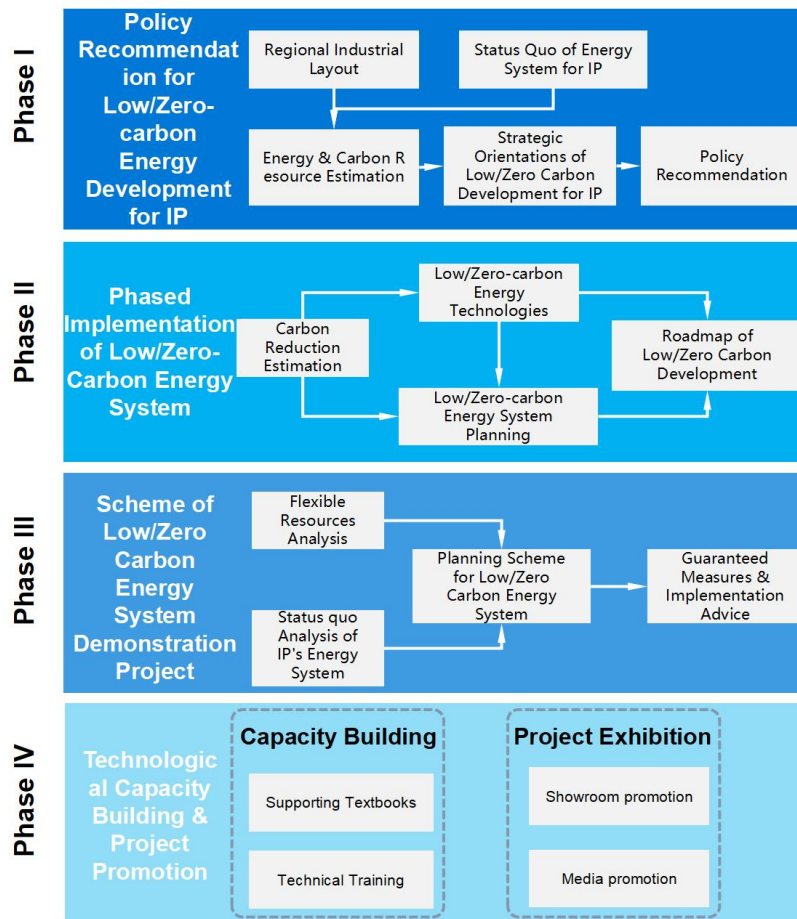 Phase I
Policy
Recommendat
ion for
Low/Zero-
carbon
Energy
Development
for IP
Regional Industrial
Layout
Status Quo of Energy
System for IP
Energy & Carbon R
esource Estimation
Strategic
Orientations of
Low/Zero Carbon
Development for IP
Policy
Recommendation
Phase II
Phased
Implementation
of Low/Zero-
Carbon Energy
System
Carbon
Reduction
Estimation
Low/Zero-carbon
Energy
Technologies
Low/Zero-carbon
Energy System
Planning
Roadmap of
Low/Zero Carbon
Development
Phase III
Scheme of
Low/Zero
Carbon
Energy
System
Demonstration
Project
Flexible
Resources
Analysis
Status quo
Analysis of
IP's Energy
System
Planning Scheme
for Low/Zero
Carbon Energy
System
Guaranteed
Measures &
Implementation
Advice
Phase IV
Technologic
al Capacity
Building &
Project
Promotion
Capacity Building
Supporting Textbooks
Technical Training
Project Exhibition
Showroom promotion
Media promotion